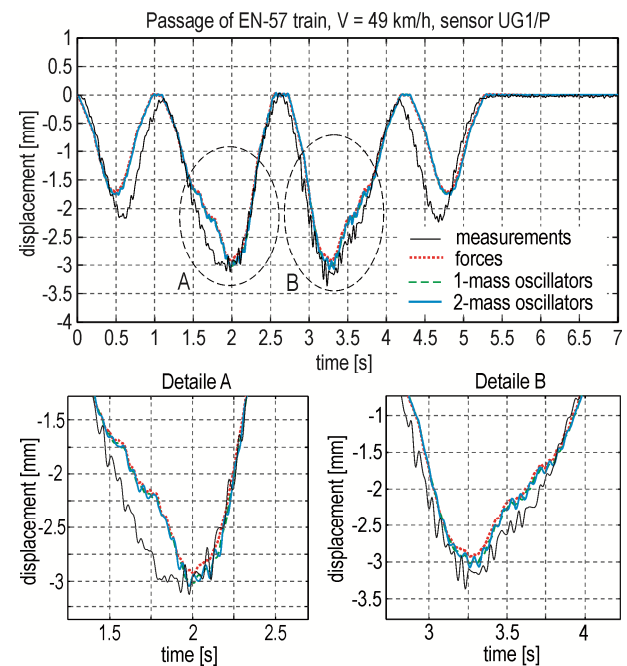 Passage of EN-57 train, V = 49 km/h, sensor UG1/P
displacement [mm]
1
0.5
0
-0.5
-1
-1.5
-2
-2.5
-3
-3.5
-4
A
B
measurements
forces
1-mass oscillators
2-mass oscillators
0 0.5 1 1.5 2 2.5 3 3.5 4 4.5 5 5.5 6 6.5 7
time [s]
Detaile A
displacement [mm]
-1.5
-2
-2.5
-3
1.5 2 2.5
time [s]
Detaile B
displacement [mm]
-1
-1.5
-2
-2.5
-3
-3.5
3 3.5 4
time [s]